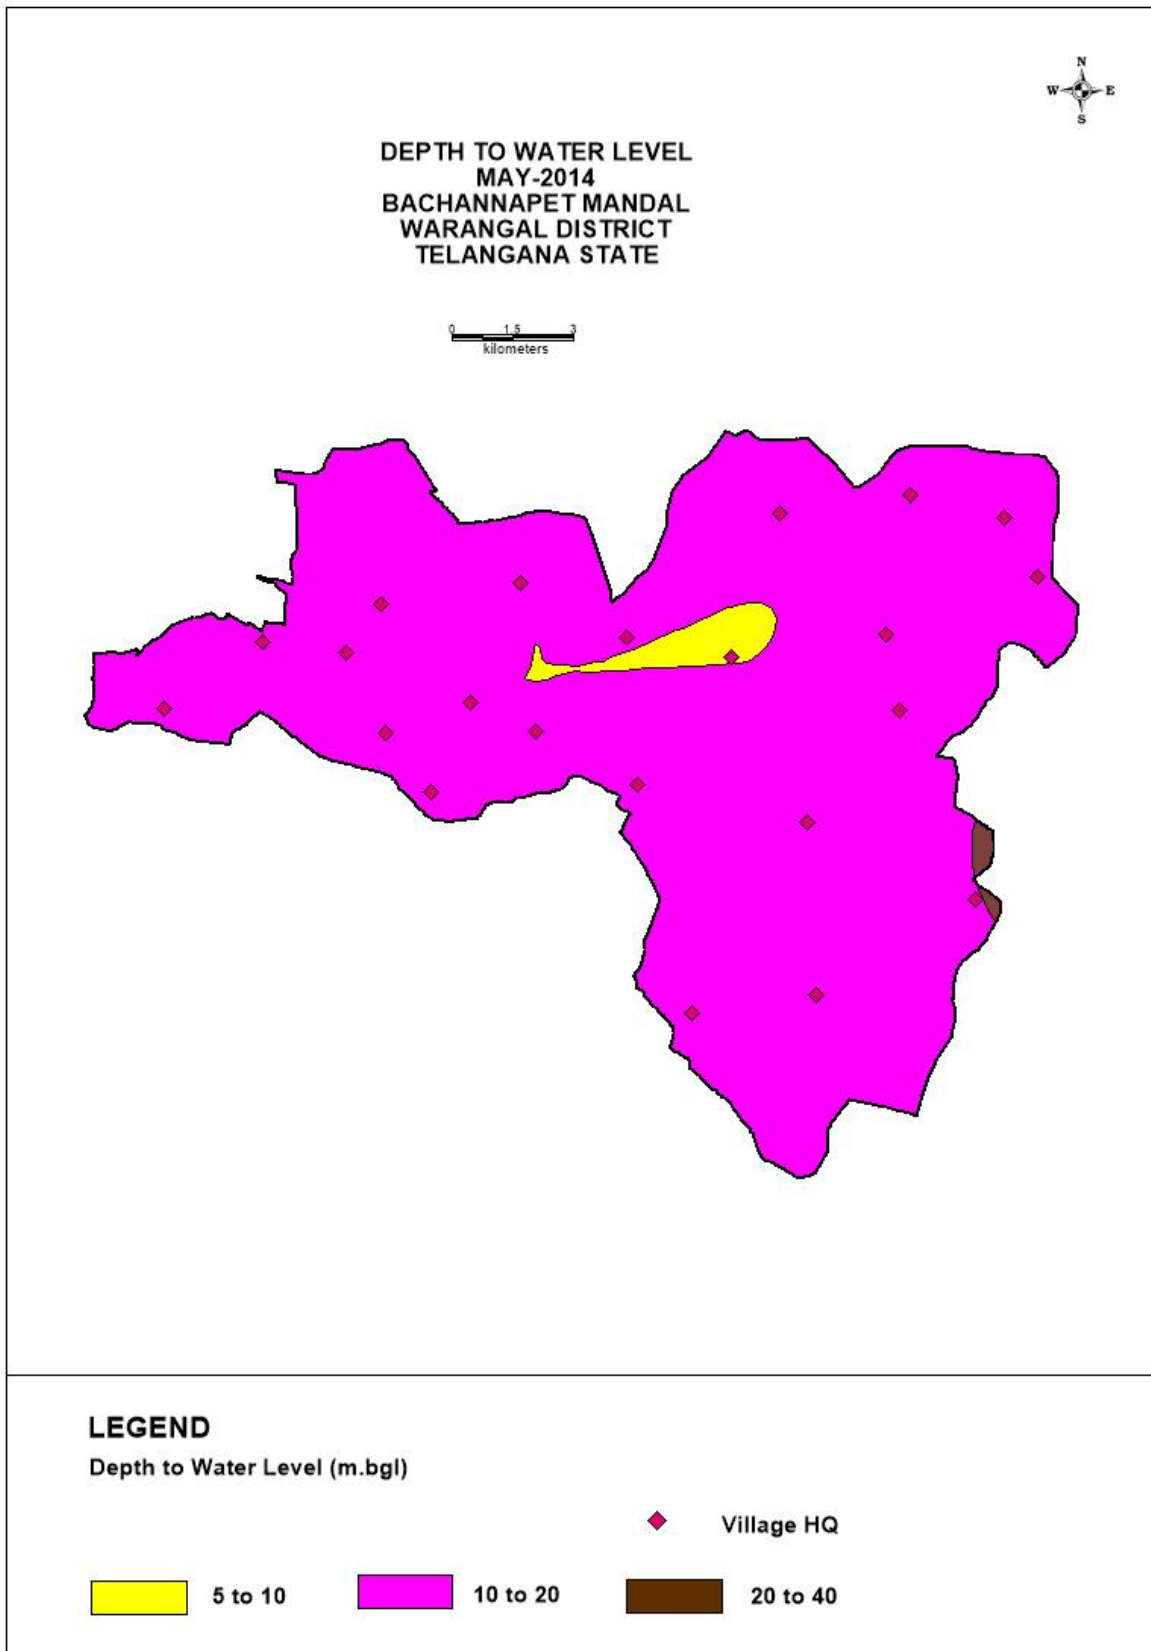 N
W E
S
DEPTH TO WATER LEVEL
MAY-2014
BACHANNAPET MANDAL
WARANGAL DISTRICT
TELANGANA STATE
0 1.5 3
kilometers
LEGEND
Depth to Water Level (m.bgl)
Village HQ
5 to 10 10 to 20 20 to 40